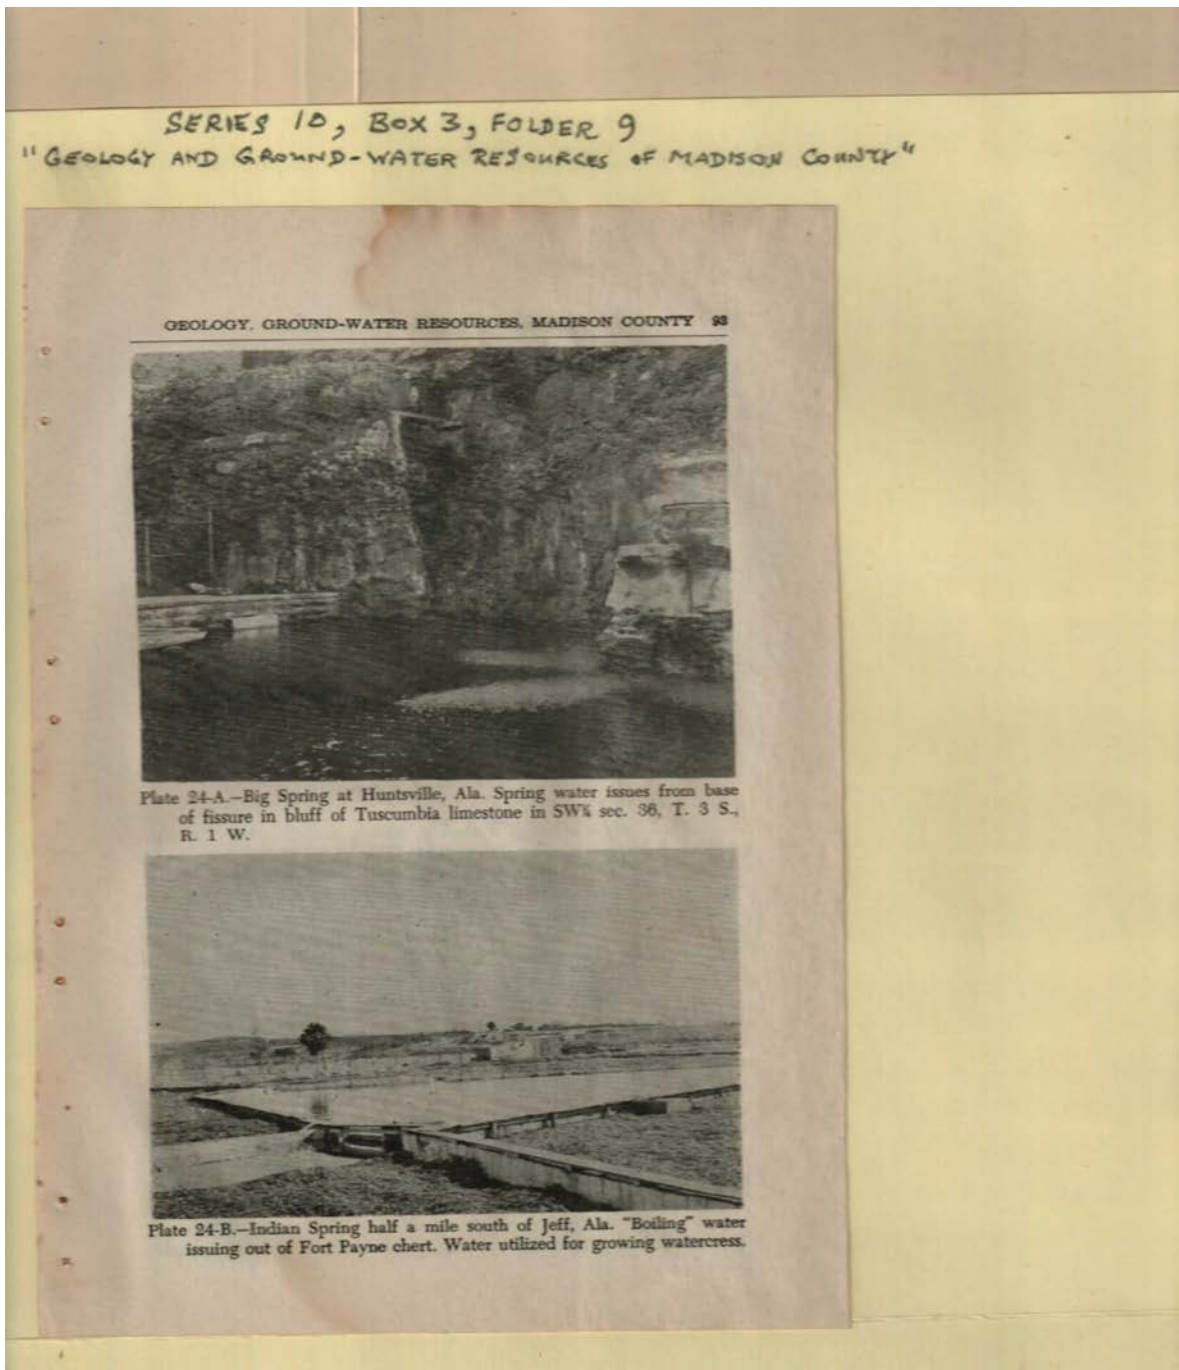 SERIES 10, BOX 3, FOLDER 9
"GEOLOGY AND GROUND-WATER RESOURCES OF MADISON COUNTY"
GEOLOGY, GROUND-WATER RESOURCES, MADISON COUNTY 93
Plate 24-A.—Big Spring at Huntsville, Ala. Spring water issues from base
of fissure in bluff of Tuscumbia limestone in SW¼ sec. 36, T. 3 S.,
R. 1 W.
Plate 24-B.—Indian Spring half a mile south of Jeff, Ala. "Boiling" water
issuing out of Fort Payne chert. Water utilized for growing watercress.